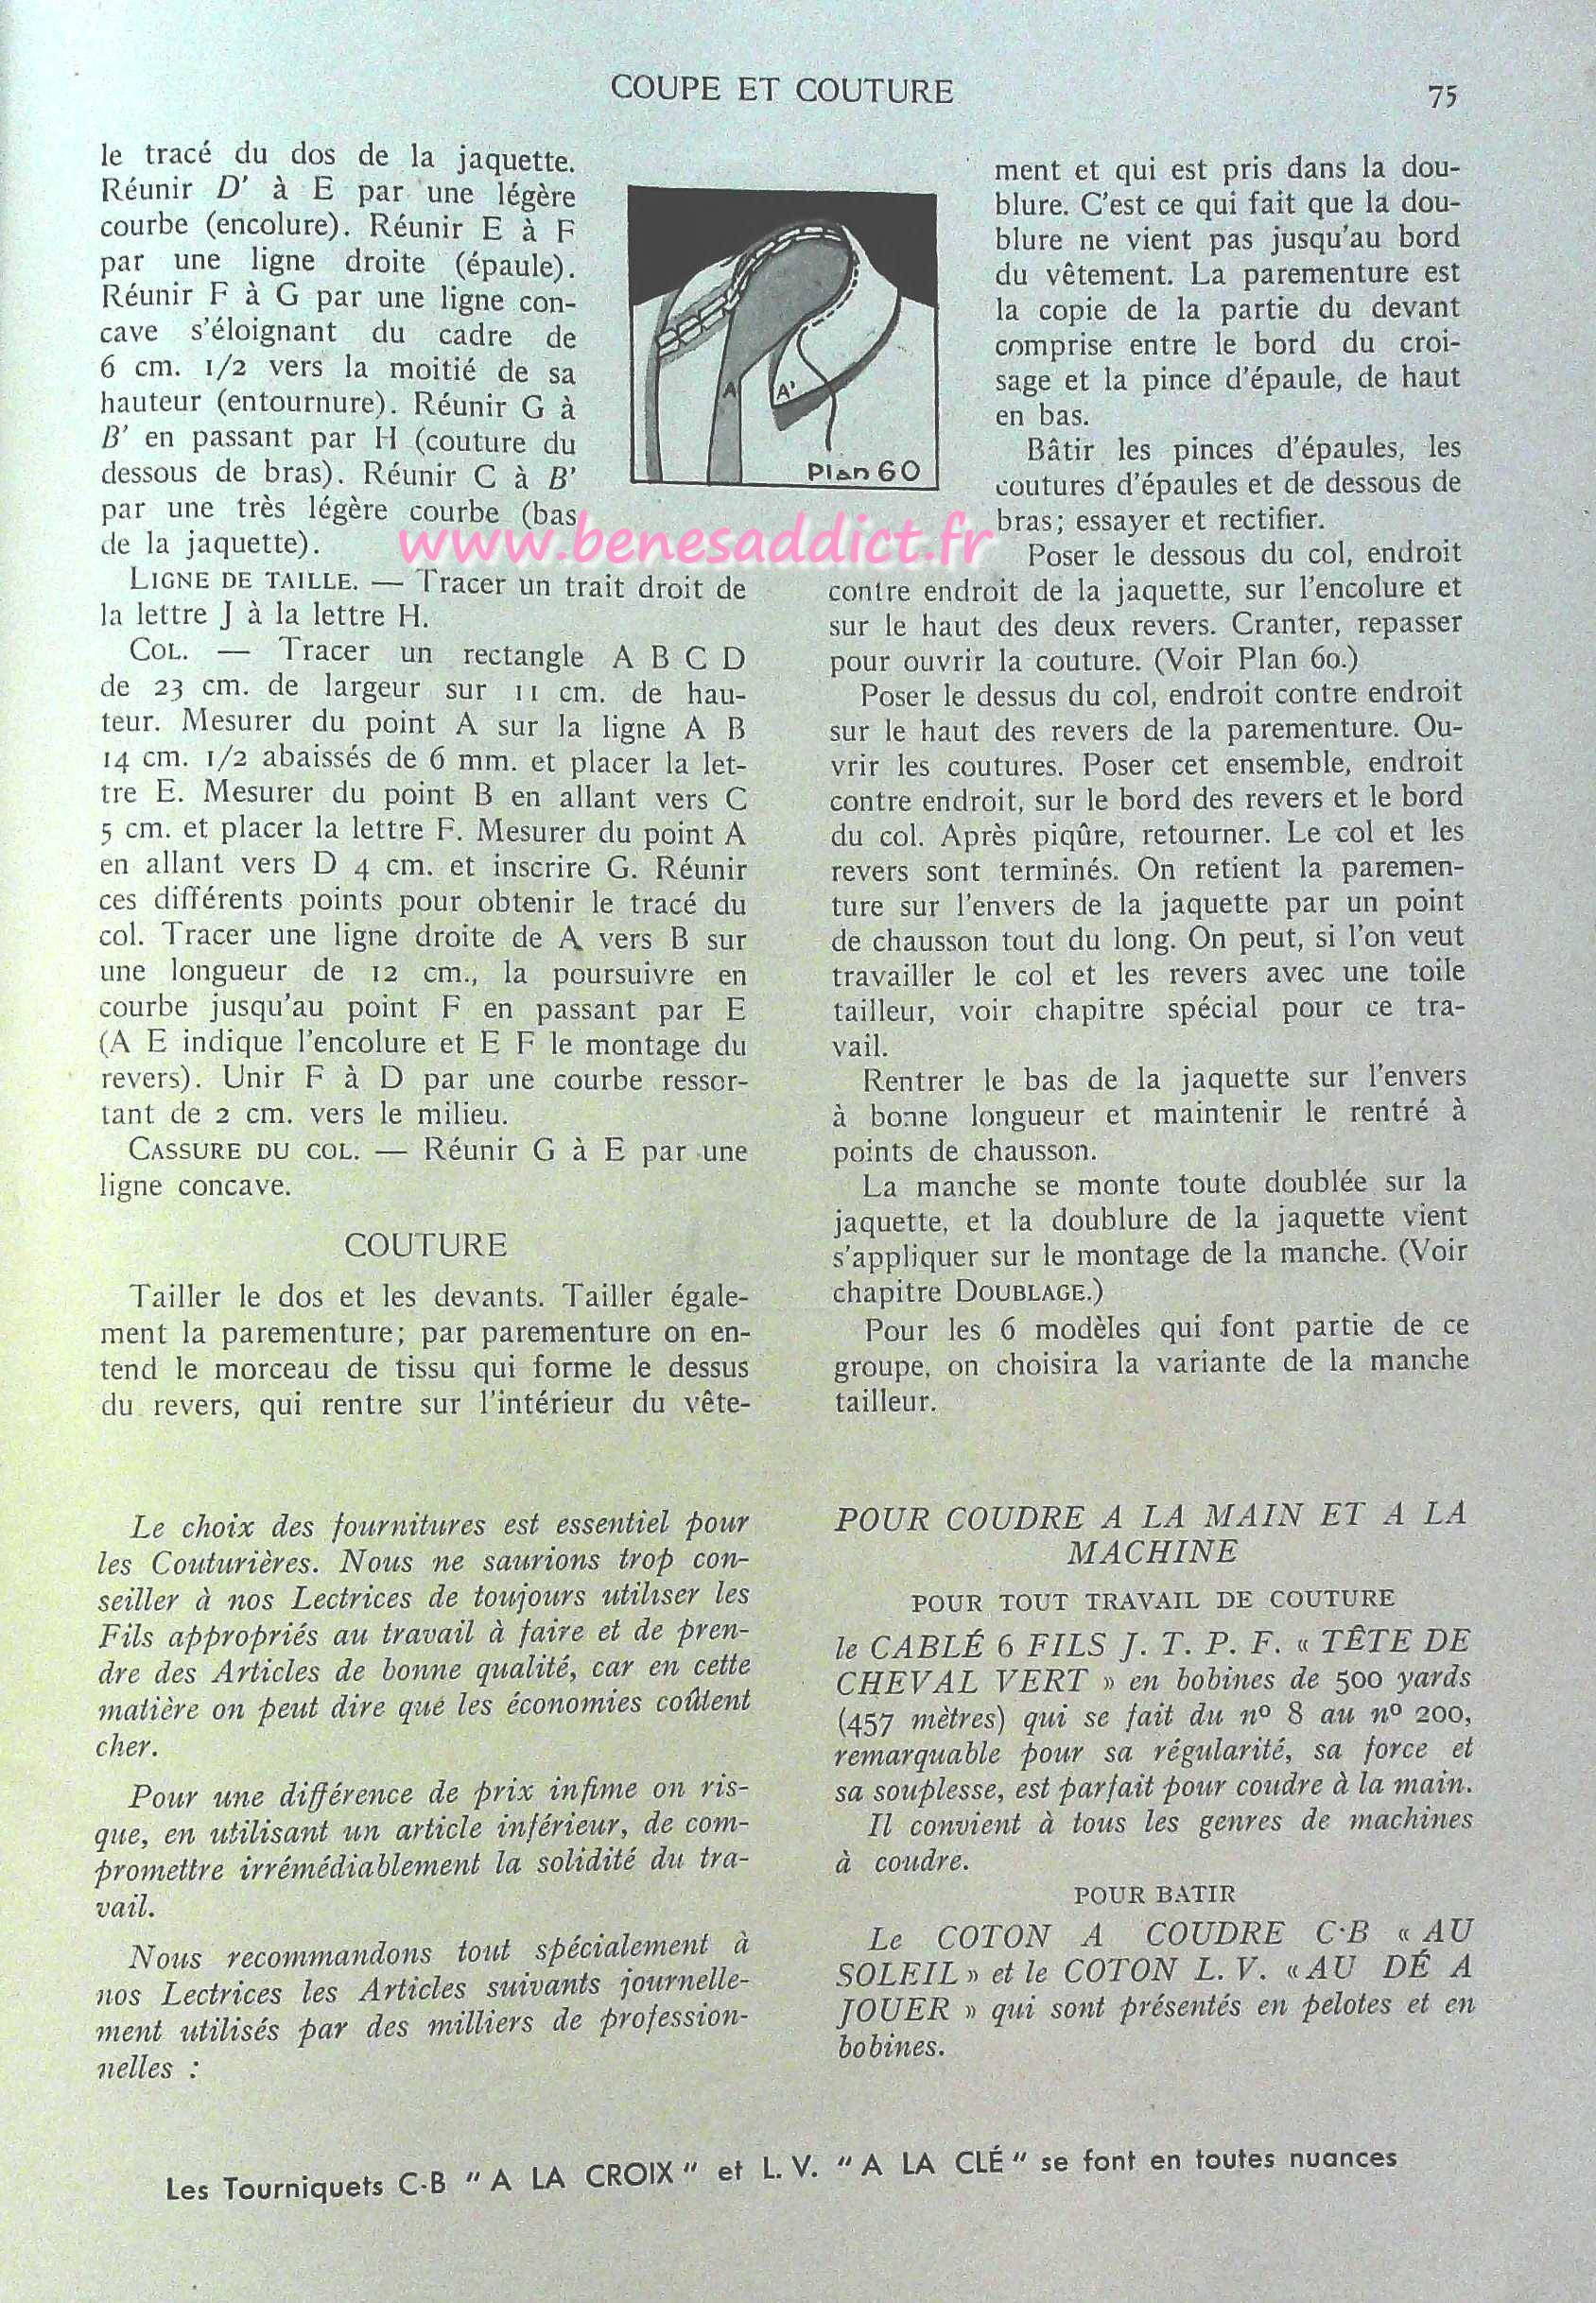 COUPE ET COUTURE
75
le tracé du dos de la jaquette.
Réunir D' à E par une légère
courbe (encolure). Réunir E à F
par une ligne droite (épaule).
Réunir F à G par une ligne con-
cave s'éloignant du cadre de
6 cm. 1/2 vers la moitié de sa
hauteur (entournure). Réunir G à
B' en passant par H (couture du
dessous de bras). Réunir C à B'
par une très légère courbe (bas
de la jaquette).
LIGNE DE TAILLE. — Tracer un trait droit de
la lettre J à la lettre H.
COL. — Tracer un rectangle A B C D
de 23 cm. de largeur sur 11 cm. de hau-
teur. Mesurer du point A sur la ligne A B
14 cm. 1/2 abaissés de 6 mm. et placer la let-
tre E. Mesurer du point B en allant vers C
5 cm. et placer la lettre F. Mesurer du point A
en allant vers D 4 cm. et inscrire G. Réunir
ces différents points pour obtenir le tracé du
col. Tracer une ligne droite de A vers B sur
une longueur de 12 cm., la poursuivre en
courbe jusqu'au point F en passant par E
(A E indique l'encolure et E F le montage du
revers). Unir F à D par une courbe ressor-
tant de 2 cm. vers le milieu.
CASSURE DU COL. — Réunir G à E par une
ligne concave.
COUTURE
Tailler le dos et les devants. Tailler égale-
ment la parementure; par parementure on en-
tend le morceau de tissu qui forme le dessus
du revers, qui rentre sur l'intérieur du vête-
A
A'
Plan 60
www.benesaddict.fr
ment et qui est pris dans la dou-
blure. C'est ce qui fait que la dou-
blure ne vient pas jusqu'au bord
du vêtement. La parementure est
la copie de la partie du devant
comprise entre le bord du croi-
sage et la pince d'épaule, de haut
en bas.
Bâtir les pinces d'épaules, les
coutures d'épaules et de dessous de
bras; essayer et rectifier.
Poser le dessous du col, endroit
contre endroit de la jaquette, sur l'encolure et
sur le haut des deux revers. Cranter, repasser
pour ouvrir la couture. (Voir Plan 60.)
Poser le dessus du col, endroit contre endroit
sur le haut des revers de la parementure. Ou-
vrir les coutures. Poser cet ensemble, endroit
contre endroit, sur le bord des revers et le bord
du col. Après piqûre, retourner. Le col et les
revers sont terminés. On retient la paremen-
ture sur l'envers de la jaquette par un point
de chausson tout du long. On peut, si l'on veut
travailler le col et les revers avec une toile
tailleur, voir chapitre spécial pour ce tra-
vail.
Rentrer le bas de la jaquette sur l'envers
à bonne longueur et maintenir le rentré à
points de chausson.
La manche se monte toute doublée sur la
jaquette, et la doublure de la jaquette vient
s'appliquer sur le montage de la manche. (Voir
chapitre DOUBLAGE.)
Pour les 6 modèles qui font partie de ce
groupe, on choisira la variante de la manche
tailleur.
Le choix des fournitures est essentiel pour
les Couturières. Nous ne saurions trop con-
seiller à nos Lectrices de toujours utiliser les
Fils appropriés au travail à faire et de pren-
dre des Articles de bonne qualité, car en cette
matière on peut dire que les économies coûtent
cher.
Pour une différence de prix infime on ris-
que, en utilisant un article inférieur, de com-
promettre irrémédiablement la solidité du tra-
vail.
Nous recommandons tout spécialement à
nos Lectrices les Articles suivants journelle-
ment utilisés par des milliers de profession-
nelles :
POUR COUDRE A LA MAIN ET A LA
MACHINE
POUR TOUT TRAVAIL DE COUTURE
le CABLÉ 6 FILS J. T. P. F. « TÊTE DE
CHEVAL VERT » en bobines de 500 yards
(457 mètres) qui se fait du nº 8 au nº 200,
remarquable pour sa régularité, sa force et
sa souplesse, est parfait pour coudre à la main.
Il convient à tous les genres de machines
à coudre.
POUR BATIR
Le COTON A COUDRE C·B « AU
SOLEIL » et le COTON L. V. « AU DÉ A
JOUER » qui sont présentés en pelotes et en
bobines.
Les Tourniquets C-B "A LA CROIX" et L. V. "A LA CLÉ" se font en toutes nuances